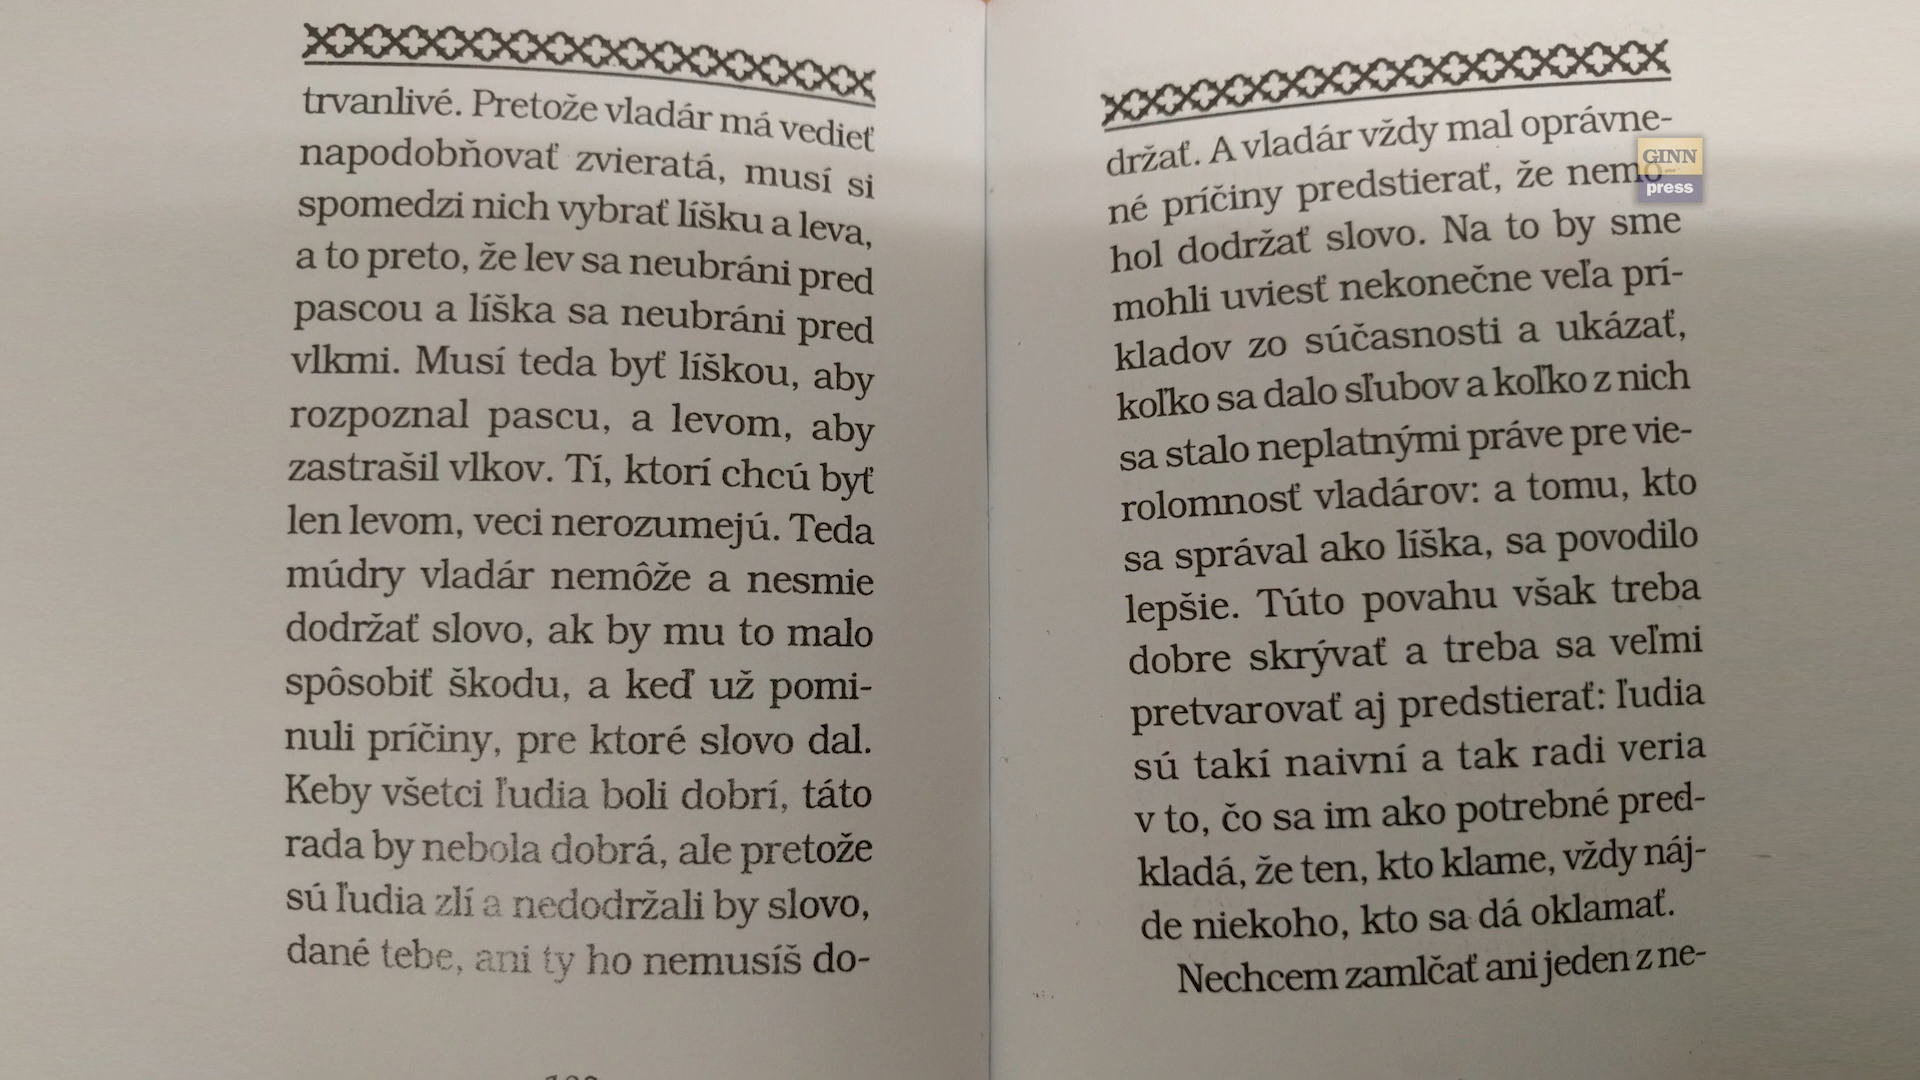 trvanlivé. Pretože vladár má vedieť
napodobňovať zvieratá, musí si
spomedzi nich vybrať líšku a leva,
a to preto, že lev sa neubráni pred
pascou a líška sa neubráni pred
vlkmi. Musí teda byť líškou, aby
rozpoznal pascu, a levom, aby
zastrašil vlkov. Tí, ktorí chcú byť
len levom, veci nerozumejú. Teda
múdry vladár nemôže a nesmie
dodržať slovo, ak by mu to malo
spôsobiť škodu, a keď už pomi-
nuli príčiny, pre ktoré slovo dal.
Keby všetci ľudia boli dobrí, táto
rada by nebola dobrá, ale pretože
sú ľudia zlí a nedodržali by slovo,
dané tebe, ani ty ho nemusíš do-
držať. A vladár vždy mal oprávne-
né príčiny predstierať, že nemo
hol dodržať slovo. Na to by sme
mohli uviesť nekonečne veľa prí-
kladov zo súčasnosti a ukázať,
koľko sa dalo sľubov a koľko z nich
sa stalo neplatnými práve pre vie-
rolomnosť vladárov: a tomu, kto
sa správal ako líška, sa povodilo
lepšie. Túto povahu však treba
dobre skrývať a treba sa veľmi
pretvarovať aj predstierať: ľudia
sú takí naivní a tak radi veria
v to, čo sa im ako potrebné pred-
kladá, že ten, kto klame, vždy náj-
de niekoho, kto sa dá oklamať.
Nechcem zamlčať ani jeden z ne-
GINN
press